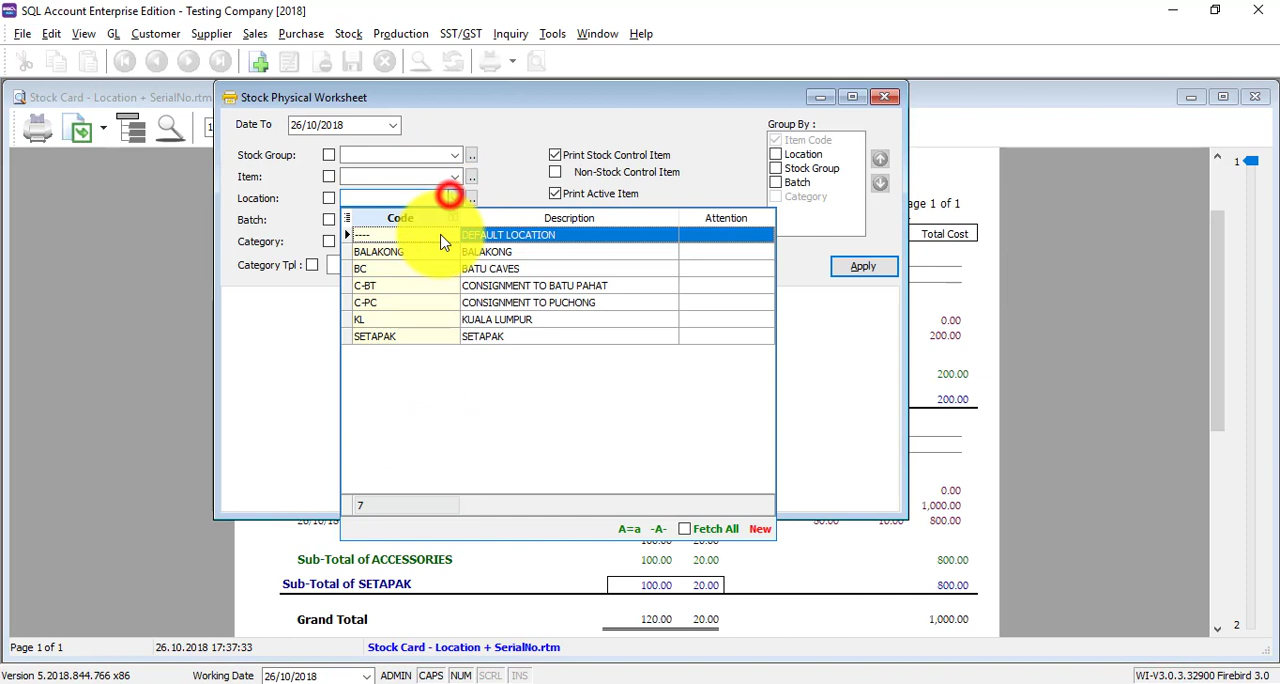 SQL Account Enterprise Edition - Testing Company [2018]
File Edit View GL Customer Supplier Sales Purchase Stock Production SST/GST Inquiry Tools Window Help
Stock Card - Location + SerialNo.rtm
Stock Physical Worksheet
Date To 26/10/2018
Group By :
Item Code
Location
Stock Group
Batch
Category
Stock Group:
Print Stock Control Item
Item:
Non-Stock Control Item
Location:
Print Active Item
Batch:
Category:
Category Tpl :
Apply
Code Description Attention
---- DEFAULT LOCATION
BALAKONG BALAKONG
BC BATU CAVES
C-BT CONSIGNMENT TO BATU PAHAT
C-PC CONSIGNMENT TO PUCHONG
KL KUALA LUMPUR
SETAPAK SETAPAK
7
A=a -A- Fetch All New
age 1 of 1
Total Cost
0.00
200.00
200.00
200.00
0.00
1,000.00
800.00
Sub-Total of ACCESSORIES 100.00 20.00 800.00
Sub-Total of SETAPAK 100.00 20.00 800.00
Grand Total 120.00 20.00 1,000.00
1
2
Page 1 of 1 26.10.2018 17:37:33 Stock Card - Location + SerialNo.rtm
Version 5.2018.844.766 x86 Working Date 26/10/2018 ADMIN CAPS NUM SCRL INS WI-V3.0.3.32900 Firebird 3.0